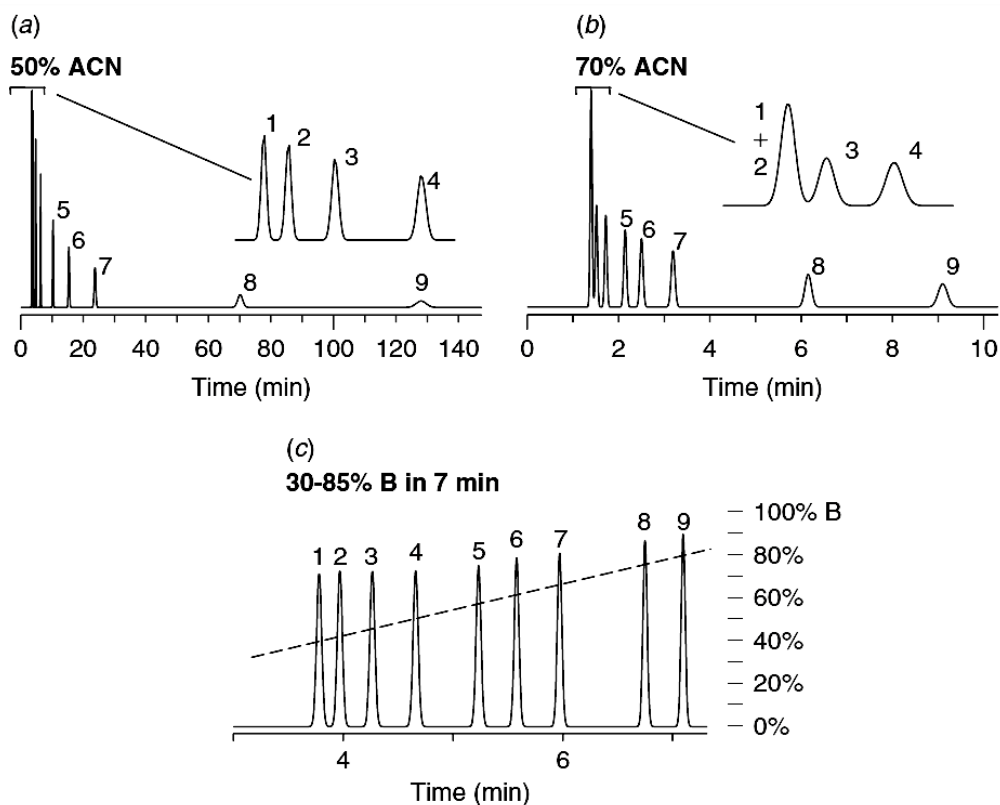 (a)
50% ACN
1
2
3
4
5
6
7
8
9
0 20 40 60 80 100 120 140
Time (min)
(b)
70% ACN
1
+
2
3
4
5
6
7
8
9
0 2 4 6 8 10
Time (min)
(c)
30-85% B in 7 min
1 2 3 4 5 6 7 8 9
100% B
80%
60%
40%
20%
0%
4 6
Time (min)